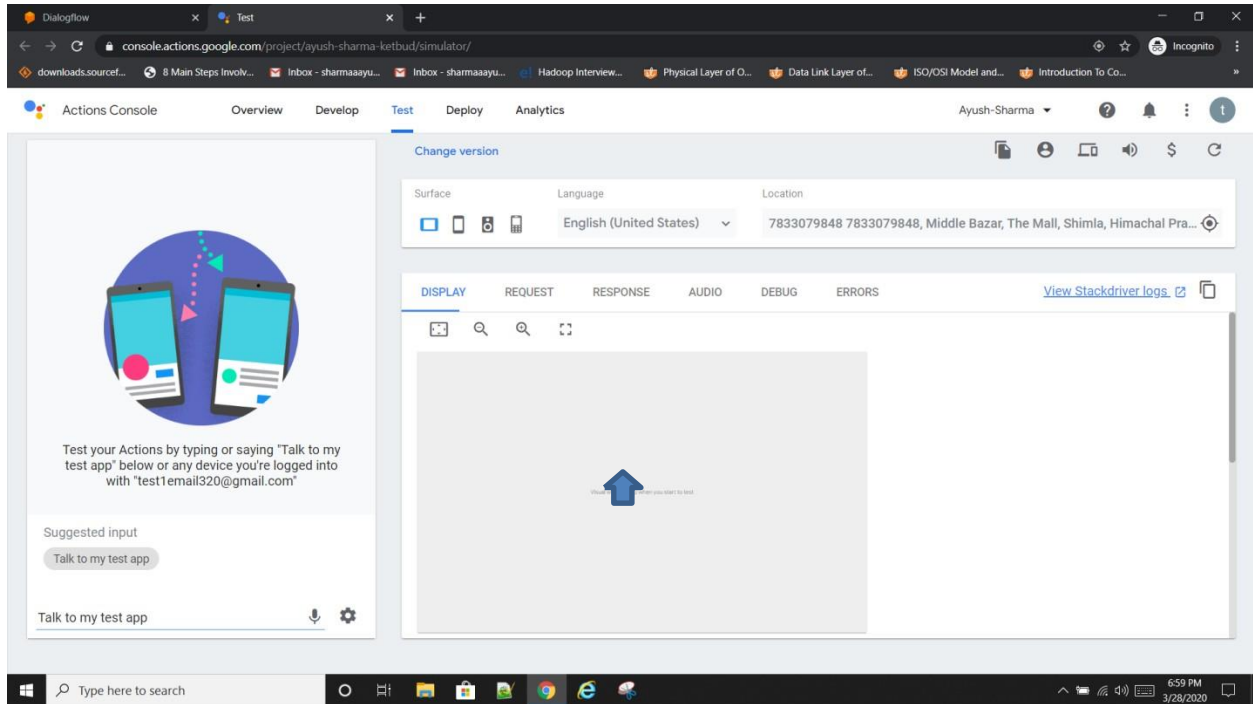 Dialogflow
Test
console.actions.google.com/project/ayush-sharma-ketbud/simulator/
Incognito
downloads.sourcef...
8 Main Steps Involv...
Inbox - sharmaaayu...
Inbox - sharmaaayu...
Hadoop Interview...
Physical Layer of O...
Data Link Layer of...
ISO/OSI Model and...
Introduction To Co...
»
Actions Console
Overview
Develop
Test
Deploy
Analytics
Ayush-Sharma
t
Change version
Surface
Language
Location
English (United States)
7833079848 7833079848, Middle Bazar, The Mall, Shimla, Himachal Pra...
DISPLAY
REQUEST
RESPONSE
AUDIO
DEBUG
ERRORS
View Stackdriver logs
Visual
when you start to test
Test your Actions by typing or saying "Talk to my
test app" below or any device you're logged into
with "test1email320@gmail.com"
Suggested input
Talk to my test app
Talk to my test app
Type here to search
6:59 PM
3/28/2020